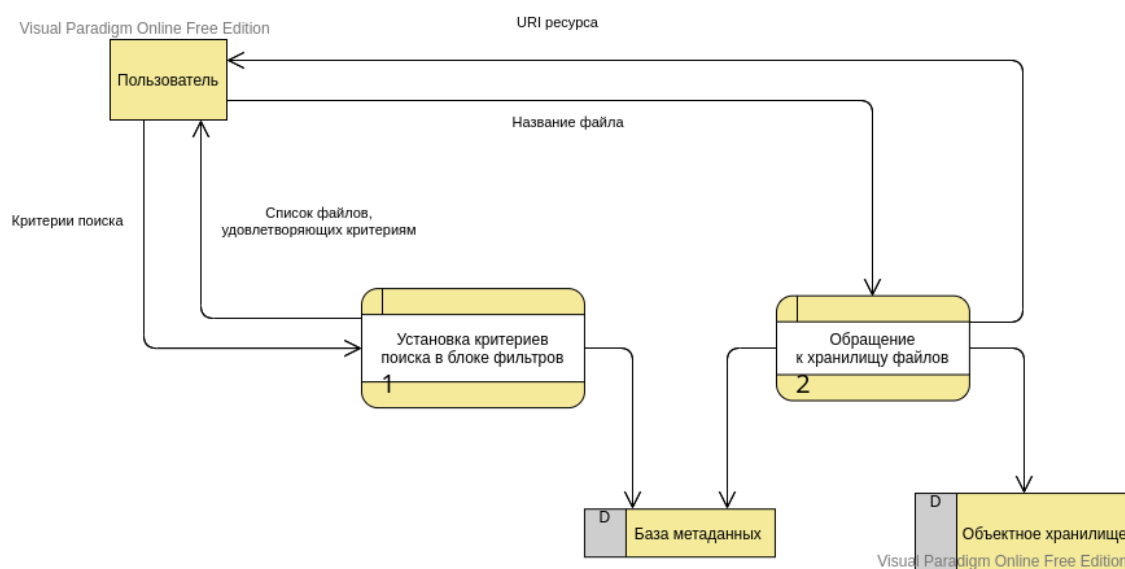 URI ресурса
Visual Paradigm Online Free Edition
Пользователь
Название файла
Критерии поиска
Список файлов,
удовлетворяющих критериям
Установка критериев
поиска в блоке фильтров
1
Обращение
к хранилищу файлов
2
D
База метаданных
D
Объектное хранилище
Visual Paradigm Online Free Edition